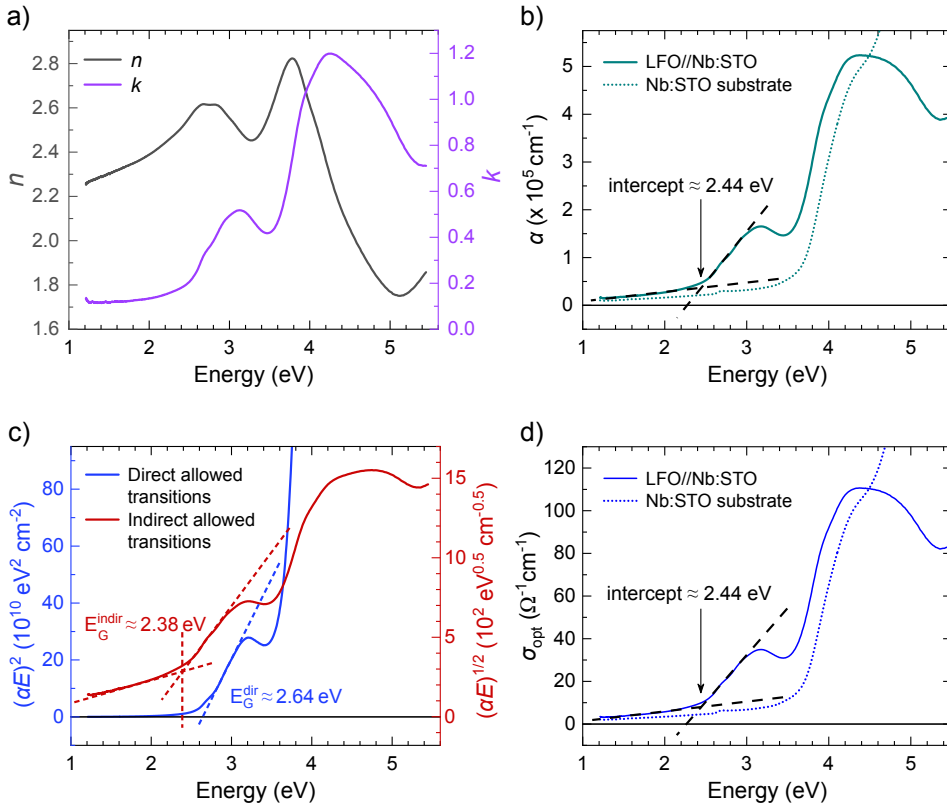 a)
n
k
2.8
2.6
2.4
2.2
2.0
1.8
1.6
n
1.2
1.0
0.8
0.6
0.4
0.2
0.0
k
1 2 3 4 5
Energy (eV)
b)
LFO//Nb:STO
Nb:STO substrate
intercept ≈ 2.44 eV
5
4
3
2
1
0
α (x 10⁵ cm⁻¹)
1 2 3 4 5
Energy (eV)
c)
Direct allowed
transitions
Indirect allowed
transitions
E_G^indir ≈ 2.38 eV
E_G^dir ≈ 2.64 eV
80
60
40
20
0
(αE)² (10¹⁰ eV² cm⁻²)
15
10
5
0
(αE)^1/2 (10² eV^0.5 cm^-0.5)
1 2 3 4 5
Energy (eV)
d)
LFO//Nb:STO
Nb:STO substrate
intercept ≈ 2.44 eV
120
100
80
60
40
20
0
σ_opt (Ω⁻¹cm⁻¹)
1 2 3 4 5
Energy (eV)